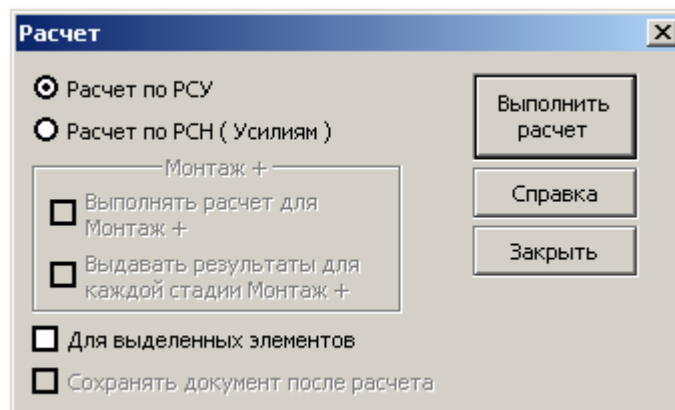 Расчет
Расчет по РСУ
Расчет по РСН ( Усилиям )
Монтаж +
Выполнять расчет для
Монтаж +
Выдавать результаты для
каждой стадии Монтаж +
Для выделенных элементов
Сохранять документ после расчета
Выполнить
расчет
Справка
Закрыть